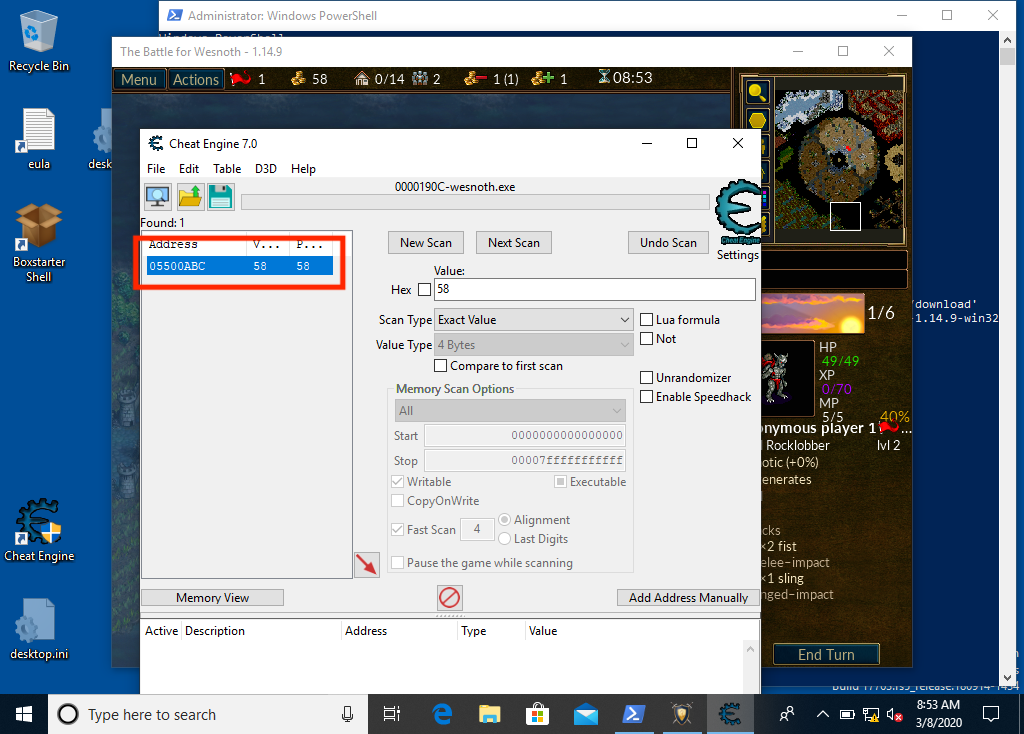 Recycle Bin
eula
desk
Boxstarter
Shell
Cheat Engine
desktop.ini
Administrator: Windows PowerShell
The Battle for Wesnoth - 1.14.9
Menu Actions 1 58 0/14 2 1 (1) 1 08:53
Cheat Engine 7.0
File Edit Table D3D Help
0000190C-wesnoth.exe
Found: 1
Cheat Engine
Settings
Address V... P...
05500ABC 58 58
New Scan Next Scan Undo Scan
Value:
Hex 58
Scan Type Exact Value
Lua formula
Value Type 4 Bytes
Not
Compare to first scan
Unrandomizer
Enable Speedhack
Memory Scan Options
All
Start 0000000000000000
Stop 00007fffffffffff
Writable Executable
CopyOnWrite
Fast Scan 4 Alignment
Last Digits
Pause the game while scanning
Memory View Add Address Manually
Active Description Address Type Value
/download'
-1.14.9-win32
1/6
HP
49/49
XP
0/70
MP
5/5
40%
onymous player 1 ...
l Rocklobber lvl 2
otic (+0%)
enerates
cks
×2 fist
elee–impact
×1 sling
nged–impact
End Turn
Build 17763.rs5_release.180914-1434
Type here to search
8:53 AM
3/8/2020